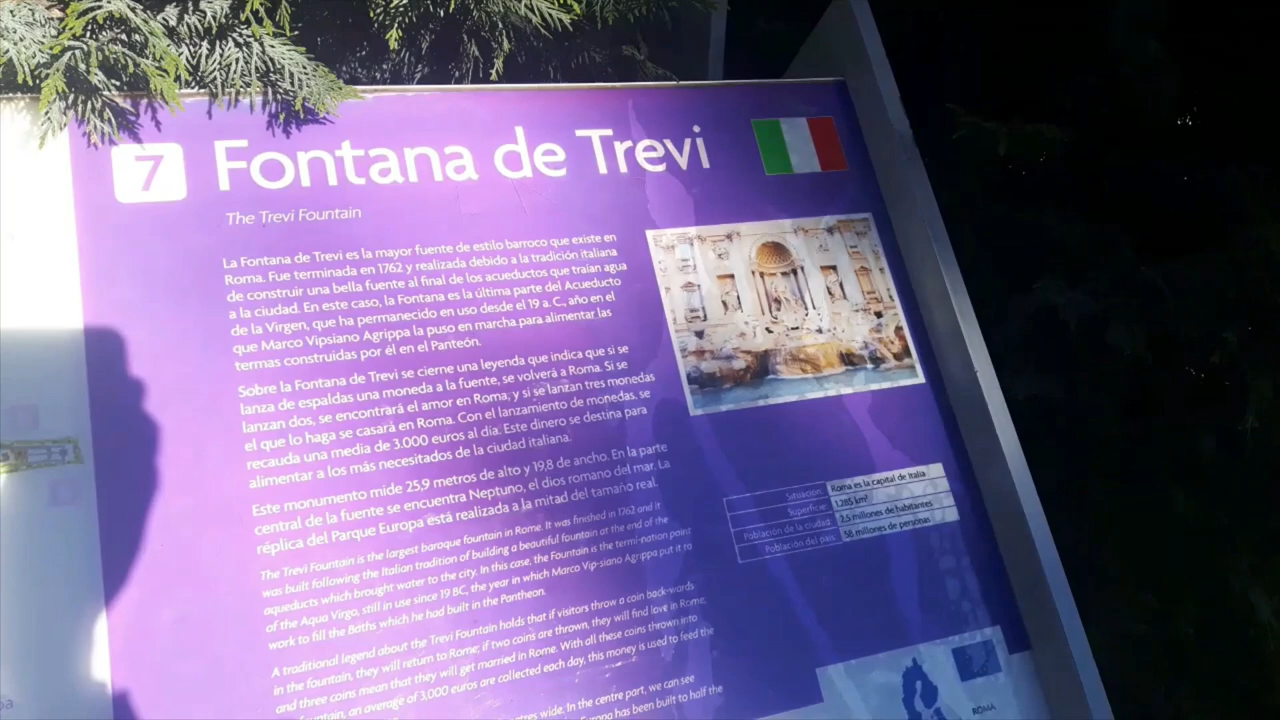 7
Fontana de Trevi
The Trevi Fountain
La Fontana de Trevi es la mayor fuente de estilo barroco que existe en
Roma. Fue terminada en 1762 y realizada debido a la tradición italiana
de construir una bella fuente al final de los acueductos que traían agua
a la ciudad. En este caso, la Fontana es la última parte del Acueducto
de la Virgen, que ha permanecido en uso desde el 19 a. C., año en el
que Marco Vipsiano Agrippa la puso en marcha para alimentar las
termas construidas por él en el Panteón.
Sobre la Fontana de Trevi se cierne una leyenda que indica que si se
lanza de espaldas una moneda a la fuente, se volverá a Roma. Si se
lanzan dos, se encontrará el amor en Roma; y si se lanzan tres monedas
el que lo haga se casará en Roma. Con el lanzamiento de monedas, se
recauda una media de 3.000 euros al día. Este dinero se destina para
alimentar a los más necesitados de la ciudad italiana.
Este monumento mide 25,9 metros de alto y 19,8 de ancho. En la parte
central de la fuente se encuentra Neptuno, el dios romano del mar. La
réplica del Parque Europa está realizada a la mitad del tamaño real.
The Trevi Fountain is the largest baroque fountain in Rome. It was finished in 1762 and it
was built following the Italian tradition of building a beautiful fountain at the end of the
aqueducts which brought water to the city. In this case, the Fountain is the termi-nation point
of the Aqua Virgo, still in use since 19 BC, the year in which Marco Vip-siano Agrippa put it to
work to fill the Baths which he had built in the Pantheon.
A traditional legend about the Trevi Fountain holds that if visitors throw a coin back-wards
in the fountain, they will return to Rome; if two coins are thrown, they will find love in Rome;
and three coins mean that they will get married in Rome. With all these coins thrown into
fountain, an average of 3,000 euros are collected each day, this money is used to feed the
wide. In the centre part, we can see
Europa has been built to half the
Situación: Roma es la capital de Italia
Superficie: 1.285 km²
Población de la ciudad: 2.5 millones de habitantes
Población del país: 58 millones de personas
ROMA